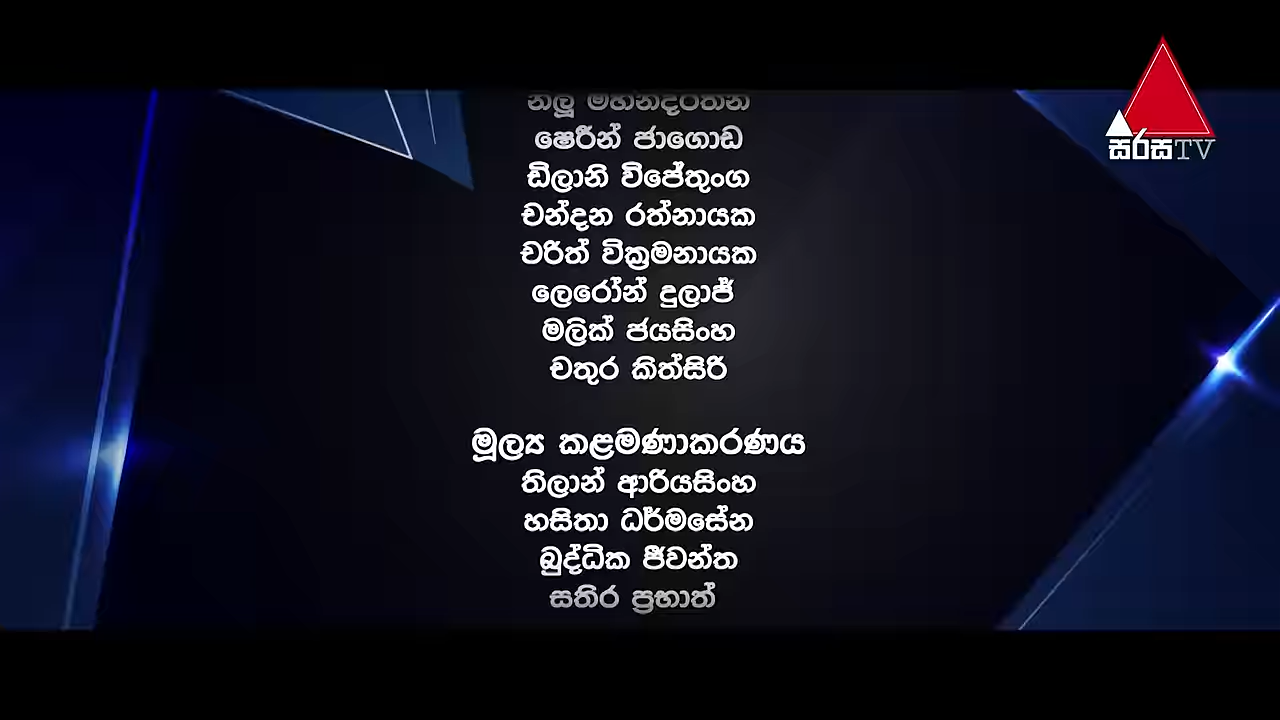 ෂෙරීන් ජාගොඩ
ඩිලානි විජේතුංග
චන්දන රත්නායක
චරිත් වික්‍රමනායක
ලෙරෝන් දුලාජ්
මලික් ජයසිංහ
චතුර කිත්සිරි
මූල්‍ය කළමණාකරණය
තිලාන් ආරියසිංහ
හසිතා ධර්මසේන
බුද්ධික ජීවන්ත
සතිර ප්‍රභාත්
සිරස TV